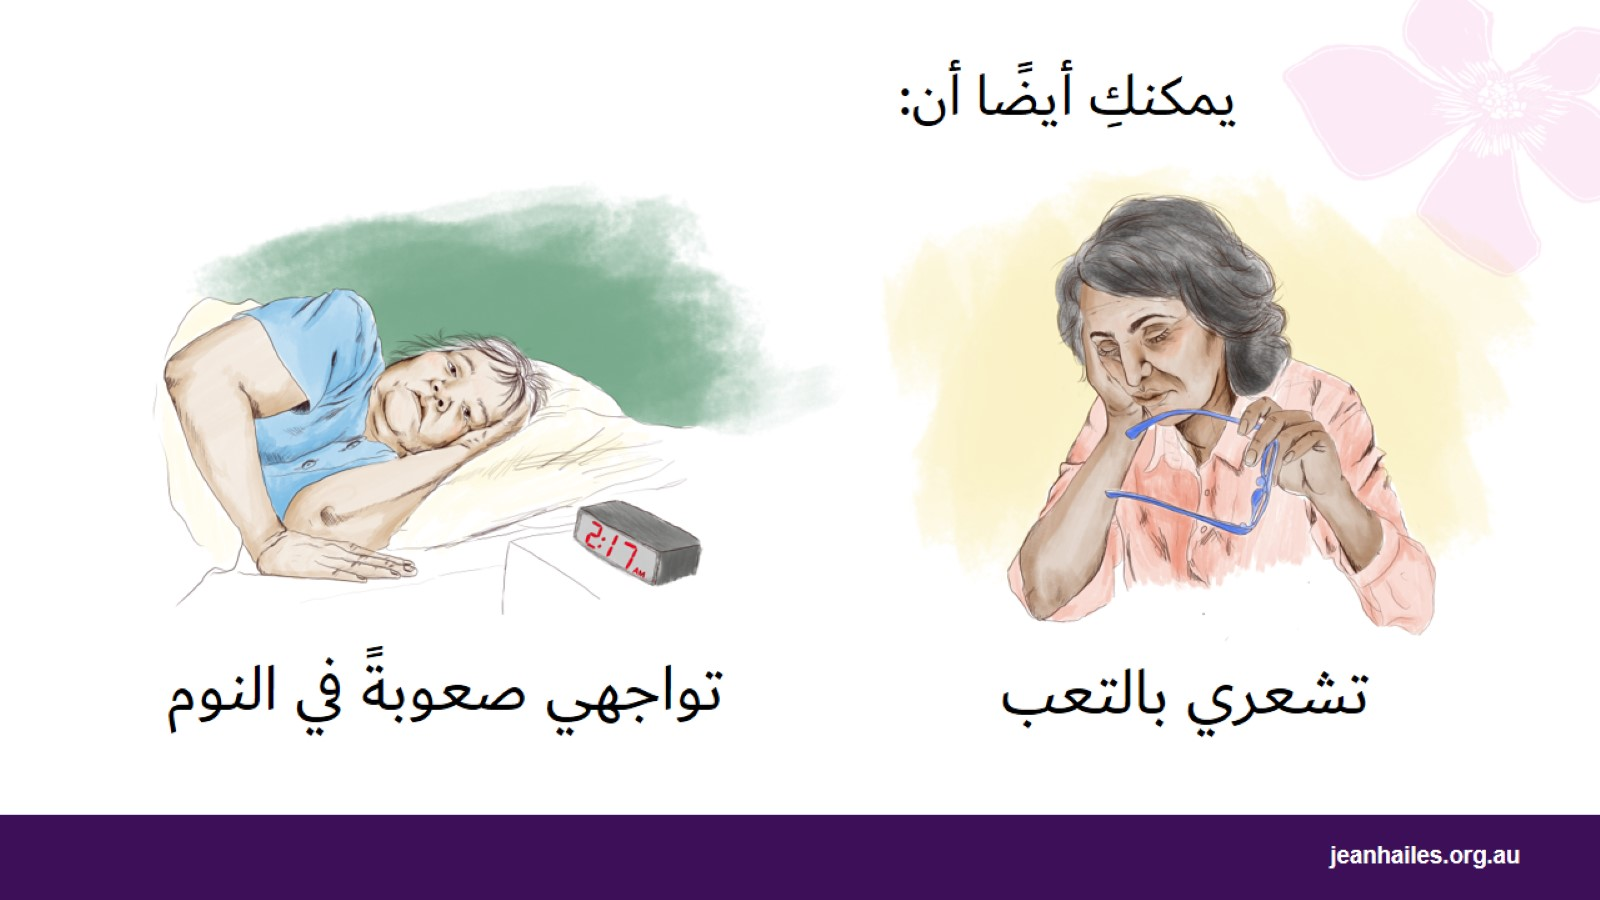 يمكنكِ أيضًا أن:
2:17 AM
تشعري بالتعب
تواجهي صعوبةً في النوم
jeanhailes.org.au